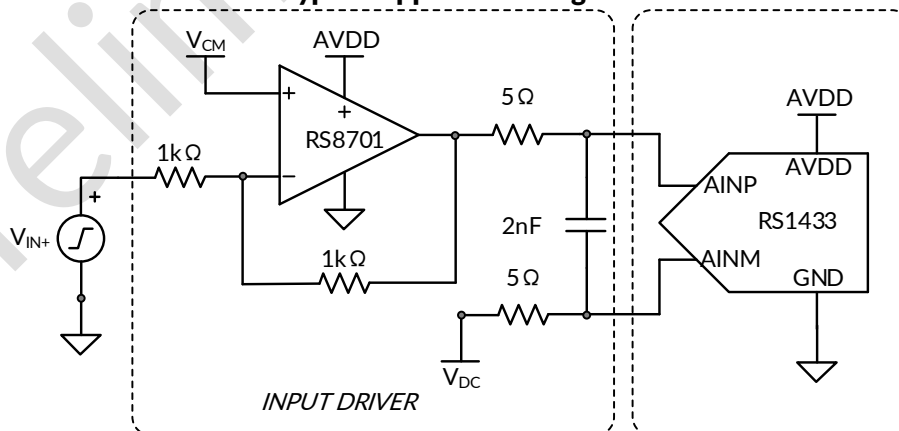 V_CM
AVDD
+
+
RS8701
−
1kΩ
1kΩ
+
V_IN+
5Ω
2nF
5Ω
V_DC
INPUT DRIVER
AVDD
AVDD
AINP
RS1433
AINM
GND